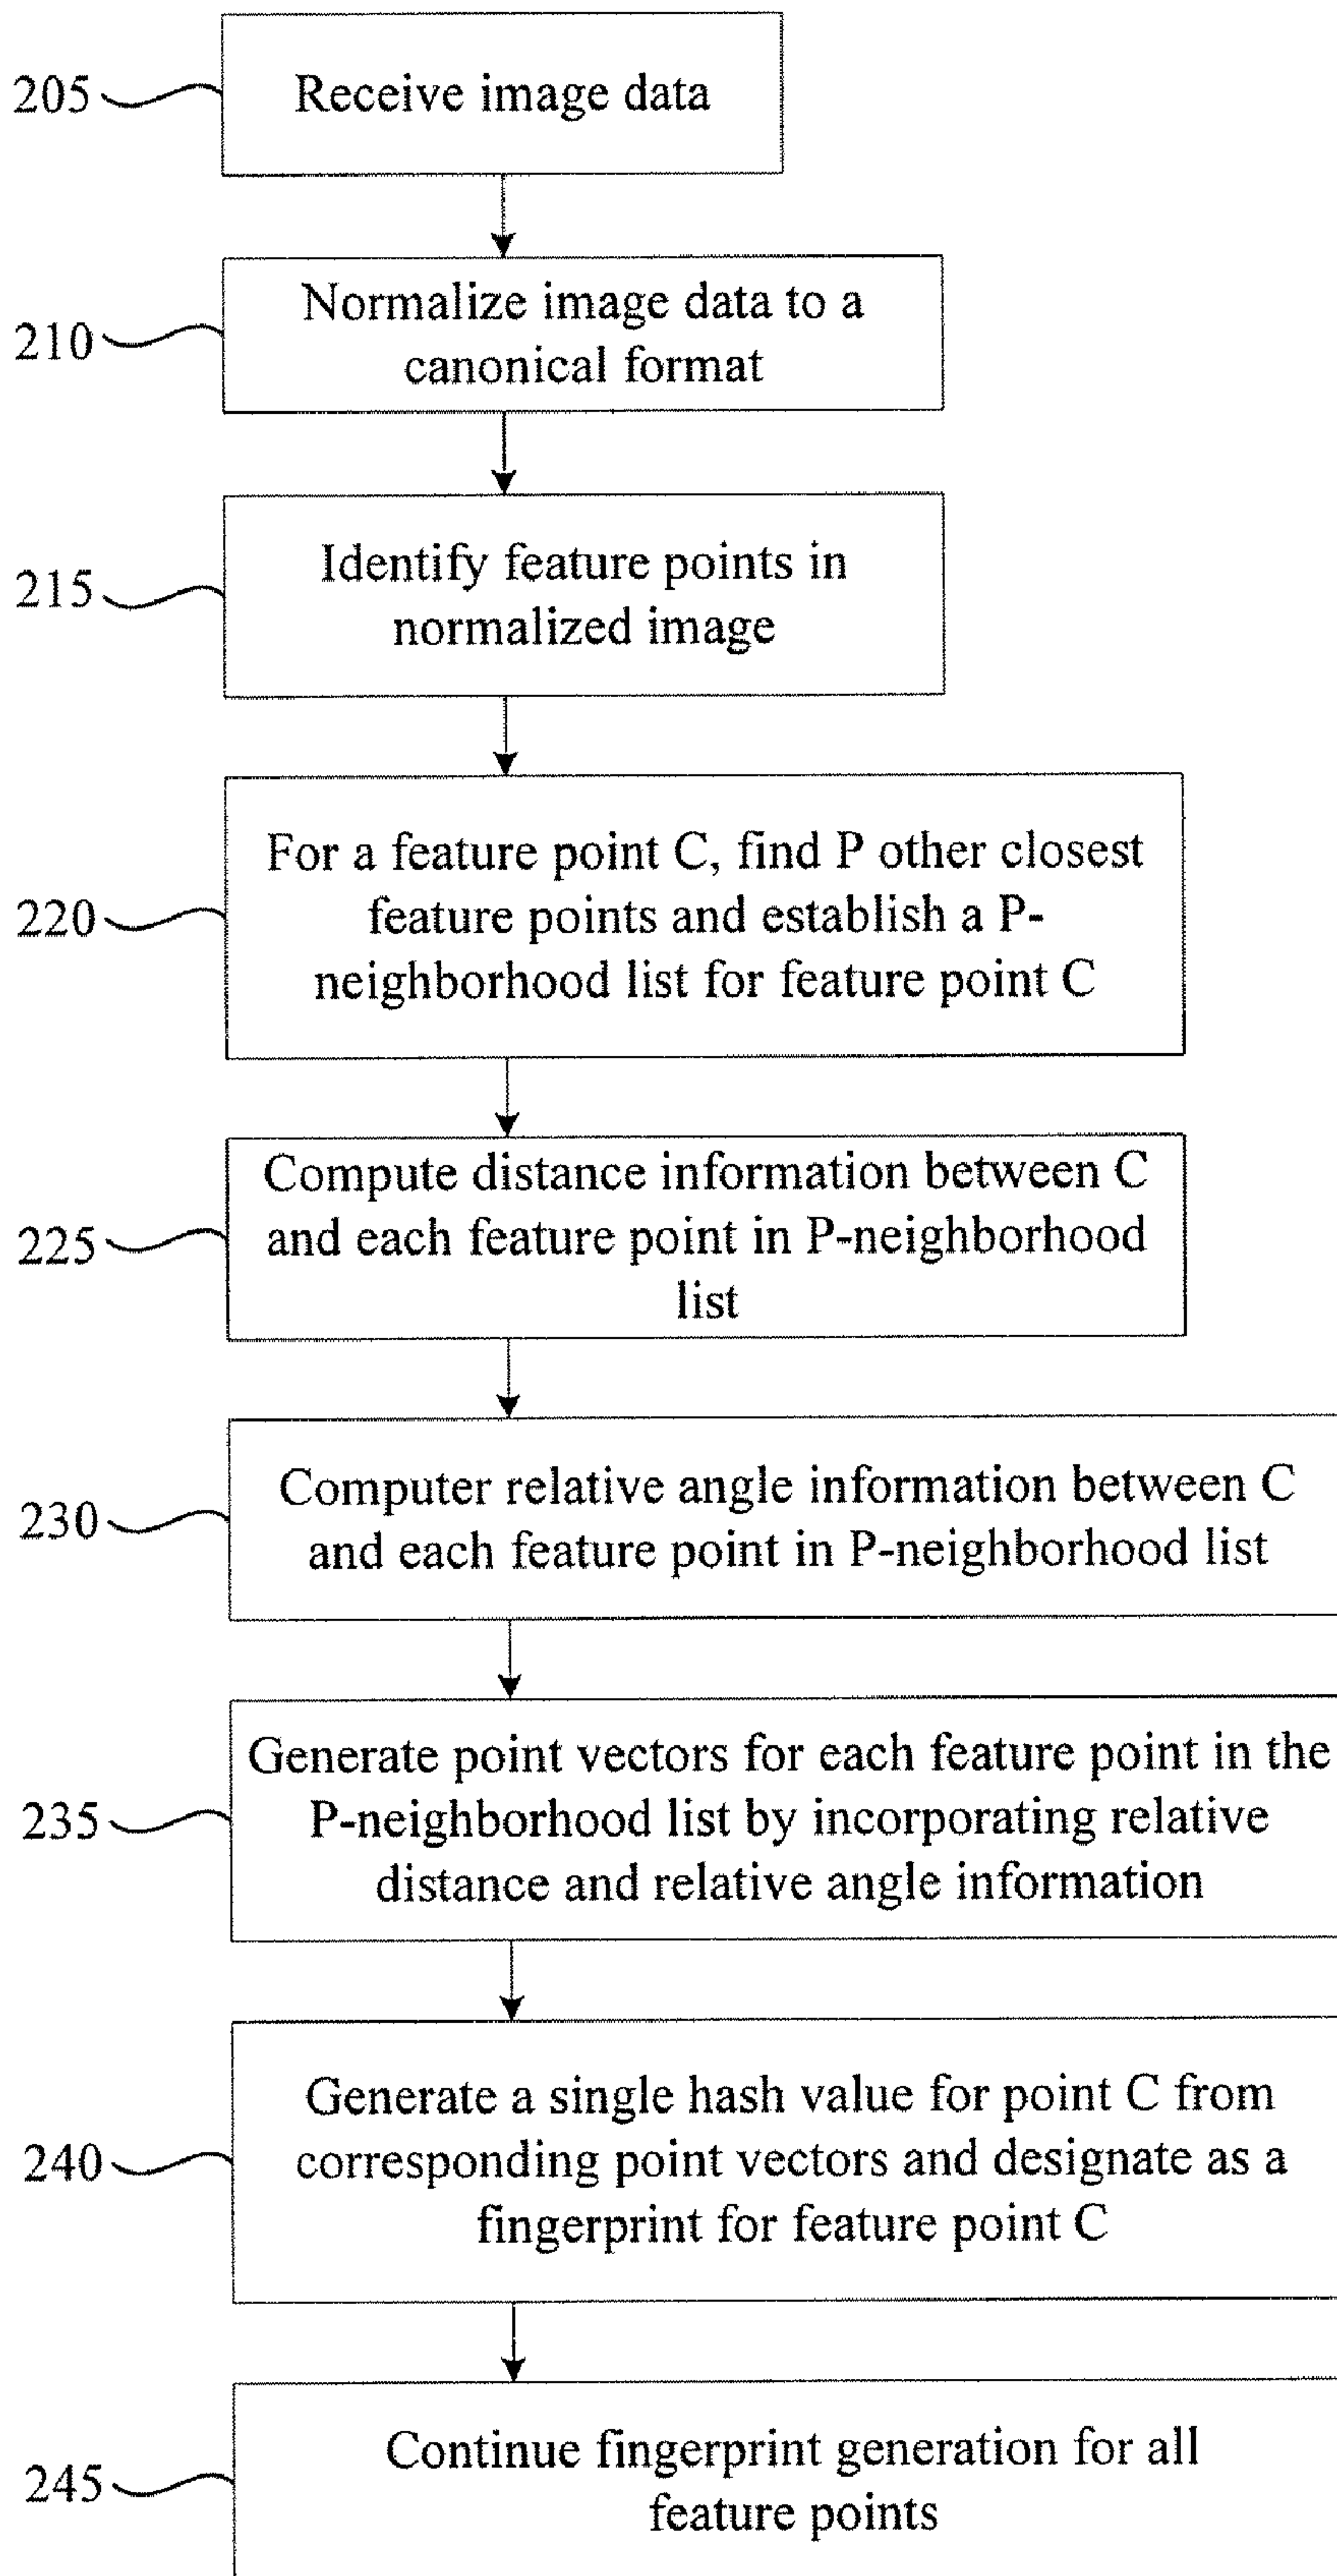 205
Receive image data
210
Normalize image data to a
canonical format
215
Identify feature points in
normalized image
220
For a feature point C, find P other closest
feature points and establish a P-
neighborhood list for feature point C
225
Compute distance information between C
and each feature point in P-neighborhood
list
230
Computer relative angle information between C
and each feature point in P-neighborhood list
235
Generate point vectors for each feature point in the
P-neighborhood list by incorporating relative
distance and relative angle information
240
Generate a single hash value for point C from
corresponding point vectors and designate as a
fingerprint for feature point C
245
Continue fingerprint generation for all
feature points